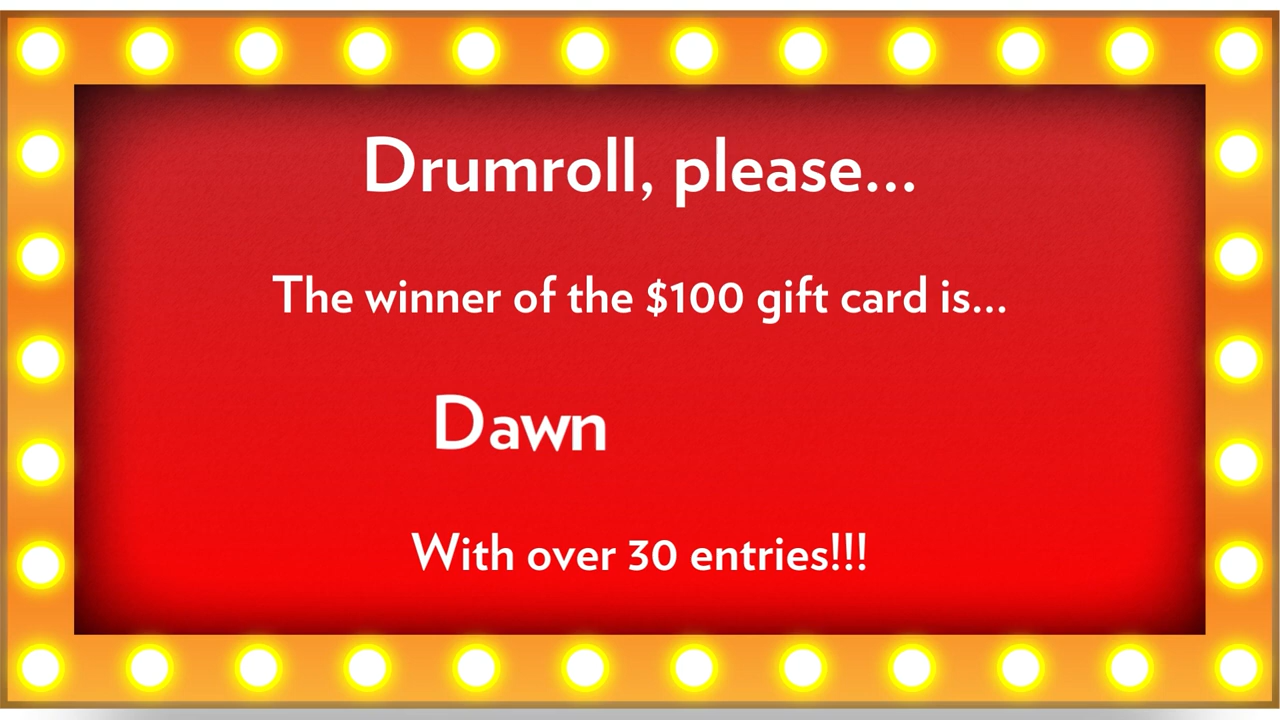 Drumroll, please...
The winner of the $100 gift card is...
Dawn
With over 30 entries!!!